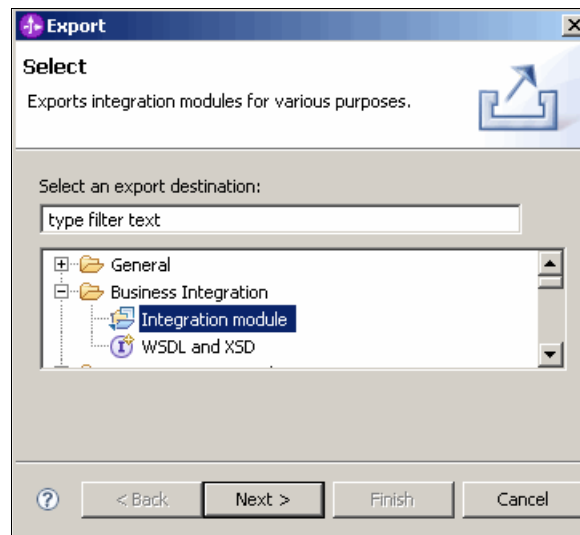 Export
Select
Exports integration modules for various purposes.
Select an export destination:
type filter text
General
Business Integration
Integration module
WSDL and XSD
< Back
Next >
Finish
Cancel